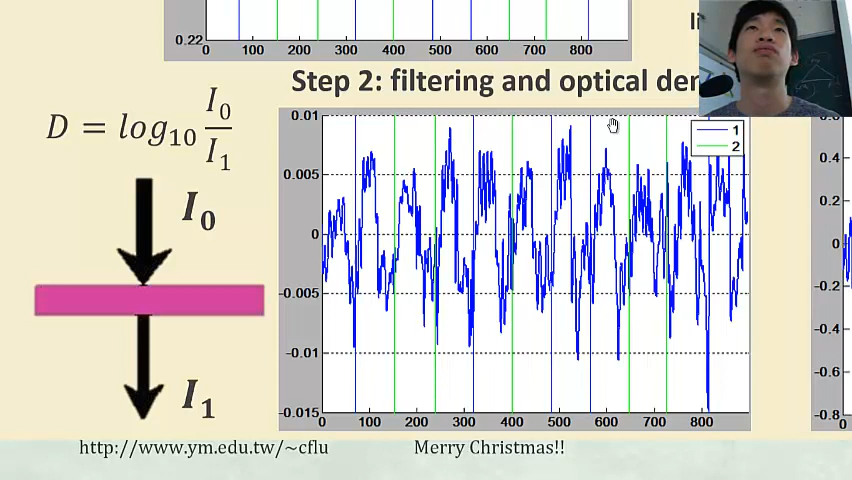 0.22
0 100 200 300 400 500 600 700 800
li
Step 2: filtering and optical den
D = log10 I0/I1
I0
I1
0.01
0.005
0
-0.005
-0.01
-0.015
0 100 200 300 400 500 600 700 800
1
2
0.4
0.2
0
-0.2
-0.4
-0.6
-0.8
0
http://www.ym.edu.tw/~cflu
Merry Christmas!!